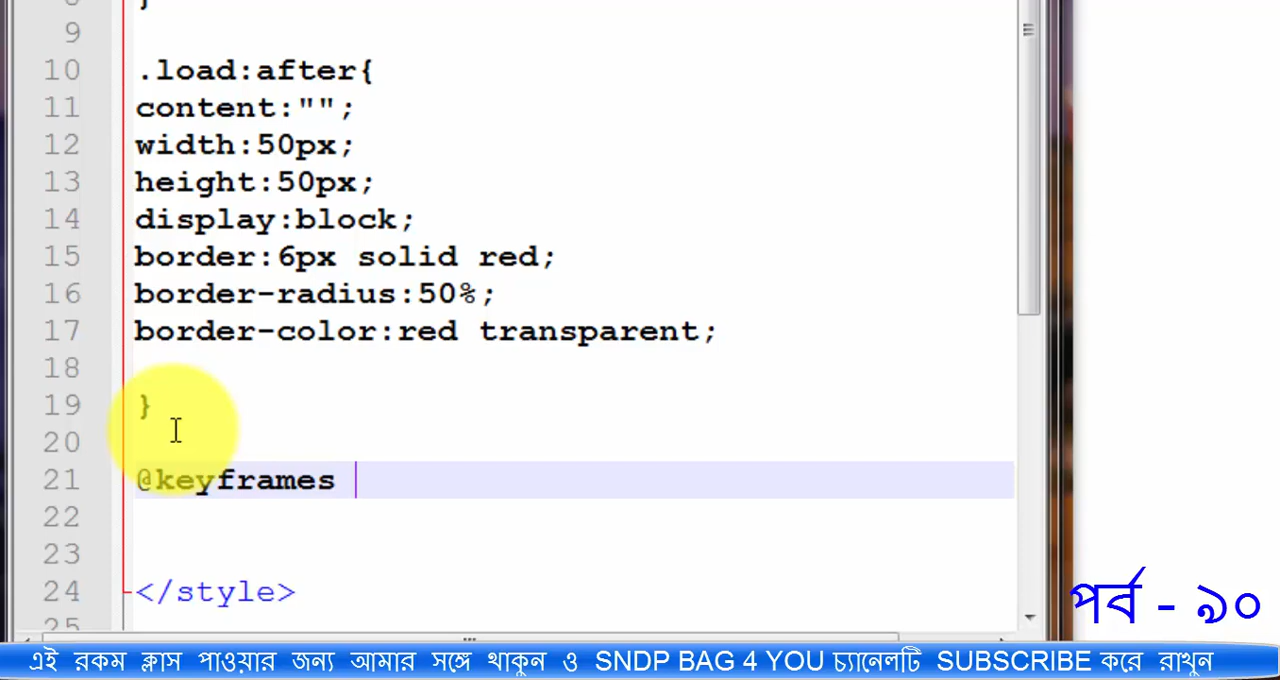 9
10 .load:after{
11 content:"";
12 width:50px;
13 height:50px;
14 display:block;
15 border:6px solid red;
16 border-radius:50%;
17 border-color:red transparent;
18
19 }
20
21 @keyframes
22
23
24 </style>
পর্ব - ৯০
এই রকম ক্লাস পাওয়ার জন্য আমার সঙ্গে থাকুন ও SNDP BAG 4 YOU চ্যানেলটি SUBSCRIBE করে রাখুন